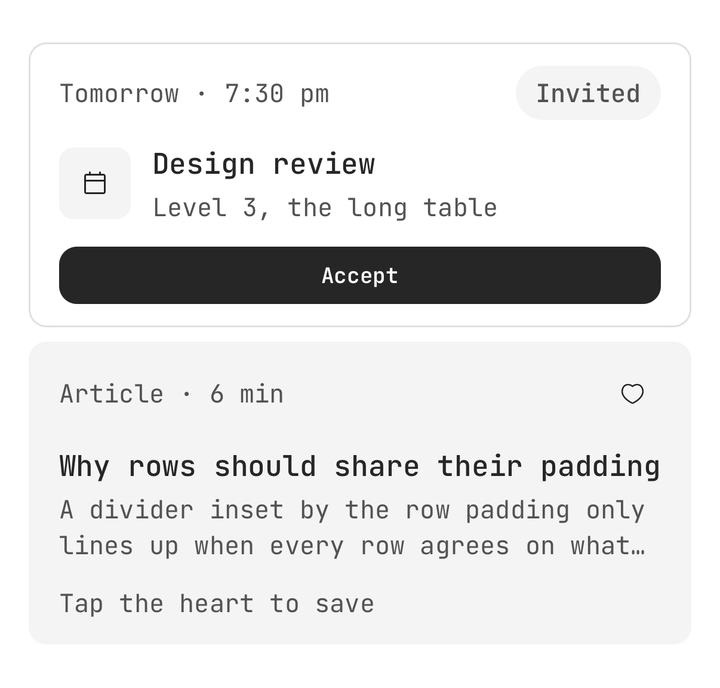 Tomorrow · 7:30 pm
Invited
Design review
Level 3, the long table
Accept
Article · 6 min
Why rows should share their padding
A divider inset by the row padding only
lines up when every row agrees on what…
Tap the heart to save